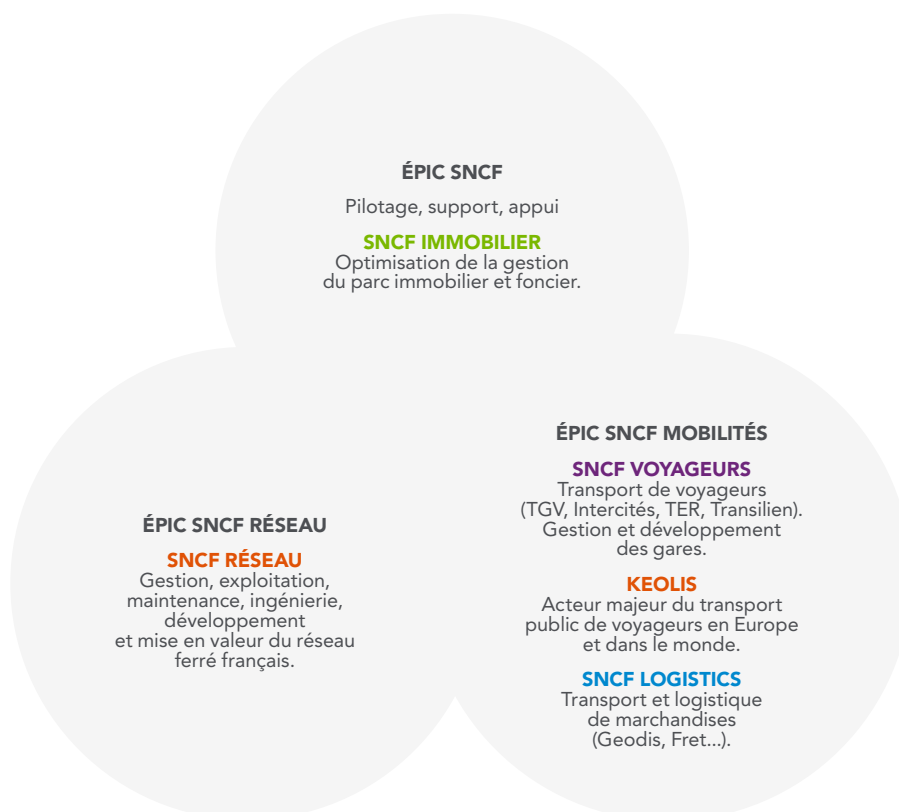 ÉPIC SNCF
Pilotage, support, appui
SNCF IMMOBILIER
Optimisation de la gestion
du parc immobilier et foncier.
ÉPIC SNCF RÉSEAU
SNCF RÉSEAU
Gestion, exploitation,
maintenance, ingénierie,
développement
et mise en valeur du réseau
ferré français.
ÉPIC SNCF MOBILITÉS
SNCF VOYAGEURS
Transport de voyageurs
(TGV, Intercités, TER, Transilien).
Gestion et développement
des gares.
KEOLIS
Acteur majeur du transport
public de voyageurs en Europe
et dans le monde.
SNCF LOGISTICS
Transport et logistique
de marchandises
(Geodis, Fret...).